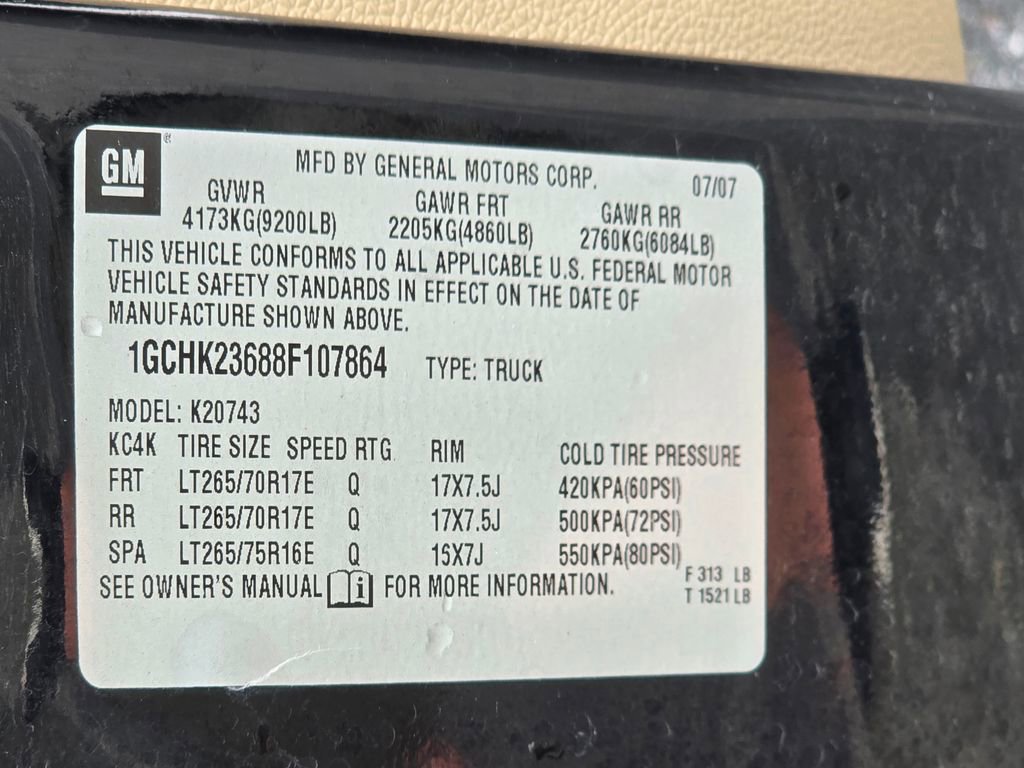 GM ®
MFD BY GENERAL MOTORS CORP. 07/07
GVWR GAWR FRT GAWR RR
4173KG(9200LB) 2205KG(4860LB) 2760KG(6084LB)
THIS VEHICLE CONFORMS TO ALL APPLICABLE U.S. FEDERAL MOTOR
VEHICLE SAFETY STANDARDS IN EFFECT ON THE DATE OF
MANUFACTURE SHOWN ABOVE.
1GCHK23688F107864 TYPE: TRUCK
MODEL: K20743
KC4K TIRE SIZE SPEED RTG RIM COLD TIRE PRESSURE
FRT LT265/70R17E Q 17X7.5J 420KPA(60PSI)
RR LT265/70R17E Q 17X7.5J 500KPA(72PSI)
SPA LT265/75R16E Q 16X7J 550KPA(80PSI)
SEE OWNER'S MANUAL i FOR MORE INFORMATION.
F 313 LB
T 1521 LB